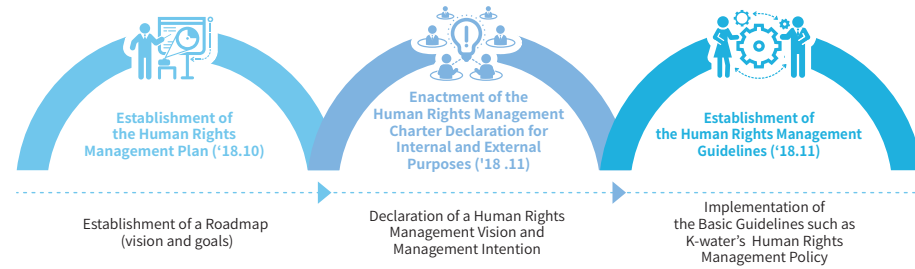 Establishment of
the Human Rights
Management Plan (‘18.10)
Enactment of the
Human Rights Management
Charter Declaration for
Internal and External
Purposes ('18 .11)
Establishment of
the Human Rights Management
Guidelines (‘18.11)
Establishment of a Roadmap
(vision and goals)
Declaration of a Human Rights
Management Vision and
Management Intention
Implementation of
the Basic Guidelines such as
K-water’s  Human Rights
Management Policy